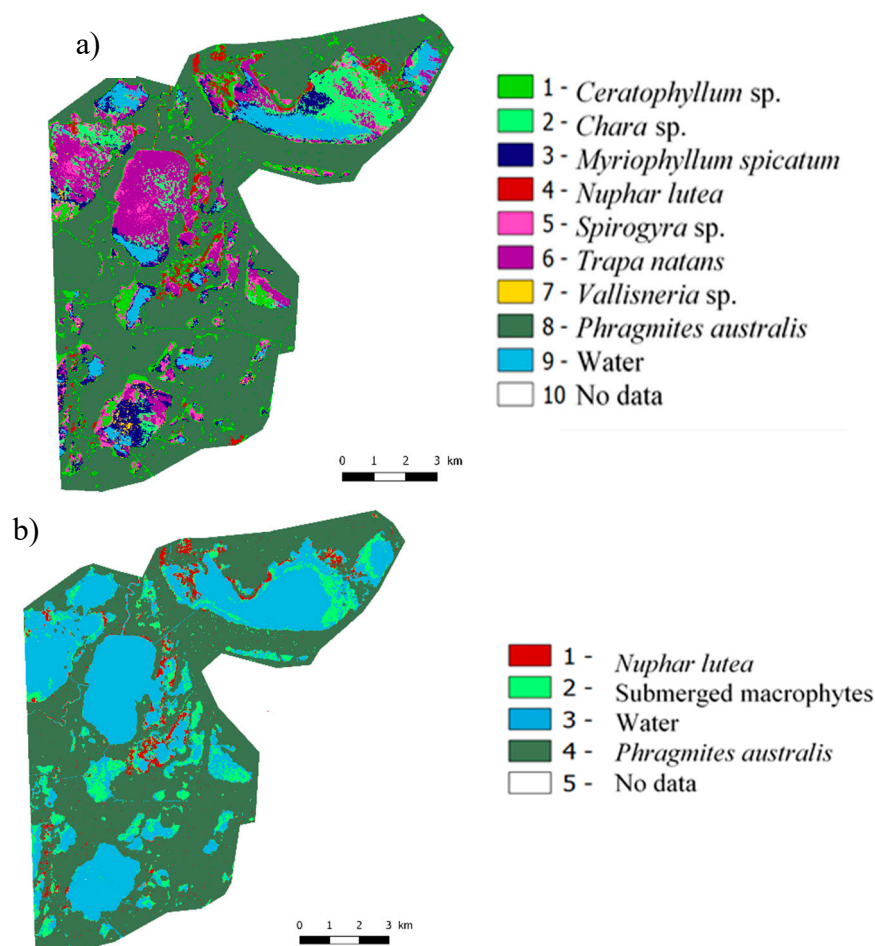 a)
1 - Ceratophyllum sp.
2 - Chara sp.
3 - Myriophyllum spicatum
4 - Nuphar lutea
5 - Spirogyra sp.
6 - Trapa natans
7 - Vallisneria sp.
8 - Phragmites australis
9 - Water
10 No data
0 1 2 3 km
b)
1 - Nuphar lutea
2 - Submerged macrophytes
3 - Water
4 - Phragmites australis
5 - No data
0 1 2 3 km